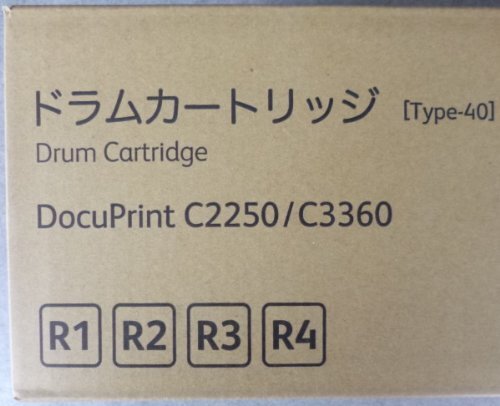 ドラムカートリッジ [Type-40]
Drum Cartridge
DocuPrint C2250/C3360
R1 R2 R3 R4